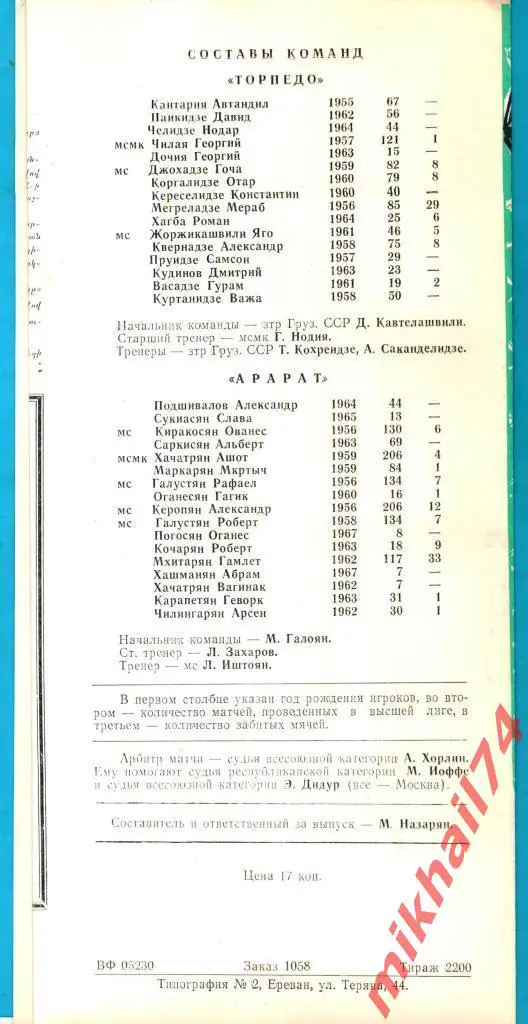 СОСТАВЫ КОМАНД
«ТОРПЕДО»
Кантария Автандил 1955 67 —
Паикидзе Давид 1962 56 —
Челидзе Нодар 1964 44 —
мсмк Чилая Георгий 1957 121 1
Дочия Георгий 1963 15 —
мс Джохадзе Гоча 1959 82 8
Коргалидзе Отар 1960 79 8
Кереселидзе Константин 1960 40 —
Мегреладзе Мераб 1956 85 29
Хагба Роман 1964 25 6
мс Жоржикашвили Яго 1961 46 5
Квернадзе Александр 1958 75 8
Пруидзе Самсон 1957 29 —
Кудинов Дмитрий 1963 23 —
Васадзе Гурам 1961 19 2
Куртанидзе Важа 1958 50 —
Начальник команды — зтр Груз. ССР Д. Кавтелашвили.
Старший тренер — мсмк Г. Нодия.
Тренеры — зтр Груз. ССР Т. Кохреидзе, А. Саканделидзе.
«АРАРАТ»
Подшивалов Александр 1964 44 —
Сукиасян Слава 1965 13 —
мс Киракосян Ованес 1956 130 6
Саркисян Альберт 1963 69 —
мсмк Хачатрян Ашот 1959 206 4
Маркарян Мкртыч 1959 84 1
мс Галустян Рафаел 1956 134 7
Оганесян Гагик 1960 16 1
мс Керопян Александр 1956 206 12
мс Галустян Роберт 1958 134 7
Погосян Оганес 1967 8 —
Кочарян Роберт 1963 18 9
Мхитарян Гамлет 1962 117 33
Хашманян Абрам 1967 7 —
Хачатрян Вагинак 1962 7 —
Карапетян Геворк 1963 31 1
Чилингарян Арсен 1962 30 1
Начальник команды — М. Галоян.
Ст. тренер — Л. Захаров.
Тренер — мс Л. Иштоян.
В первом столбце указан год рождения игроков, во вто-
ром — количество матчей, проведенных в высшей лиге, в
третьем — количество забитых мячей.
Арбитр матча — судья всесоюзной категории А. Хорлин.
Ему помогают судья республиканской категории М. Иоффе
и судья всесоюзной категории Э. Дидур (все — Москва).
Составитель и ответственный за выпуск — М. Назарян.
Цена 17 коп.
ВФ 05230 Заказ 1058 Тираж 2200
Типография № 2, Ереван, ул. Теряна, 44.
mikhail74